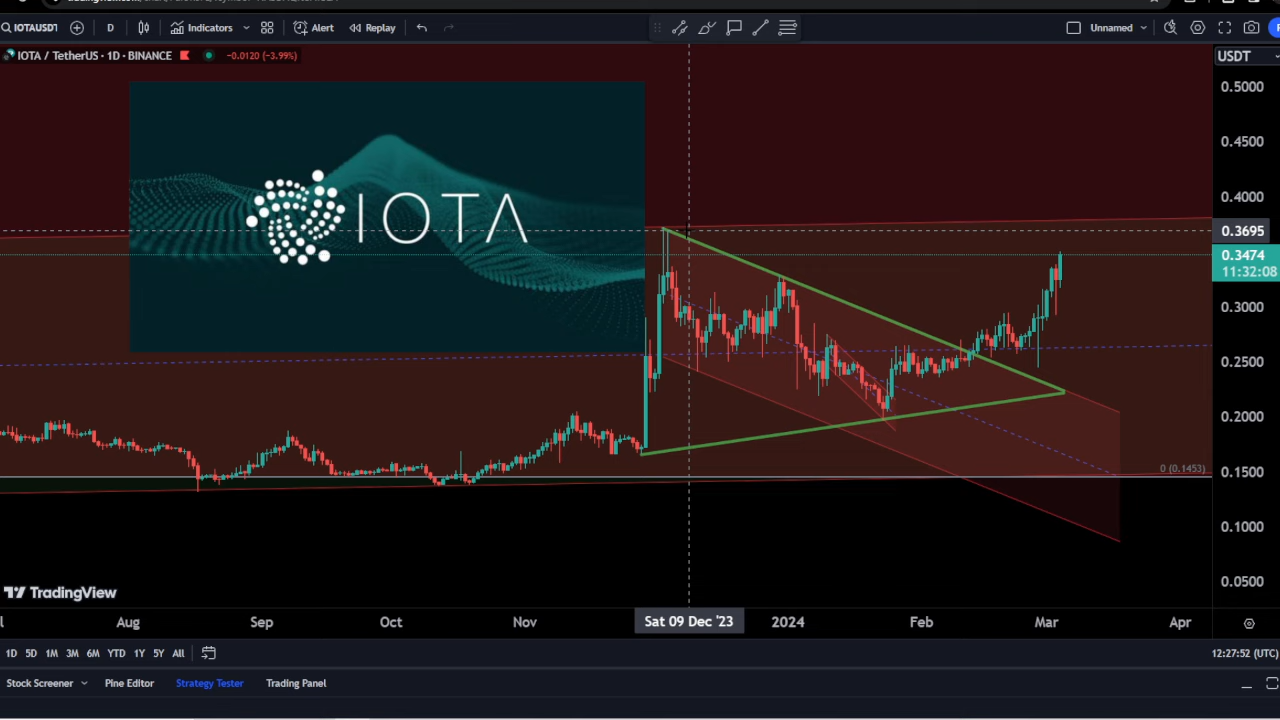 IOTAUSDT
D
Indicators
Alert
Replay
Unnamed
IOTA / TetherUS · 1D · BINANCE
-0.0120 (-3.99%)
USDT
0.5000
0.4500
0.4000
0.3695
0.3474
11:32:08
0.3000
0.2500
0.2000
0.1500
0.1000
0.0500
IOTA
0 (0.1453)
TradingView
Aug
Sep
Oct
Nov
Sat 09 Dec '23
2024
Feb
Mar
Apr
1D 5D 1M 3M 6M YTD 1Y 5Y All
12:27:52 (UTC)
Stock Screener
Pine Editor
Strategy Tester
Trading Panel